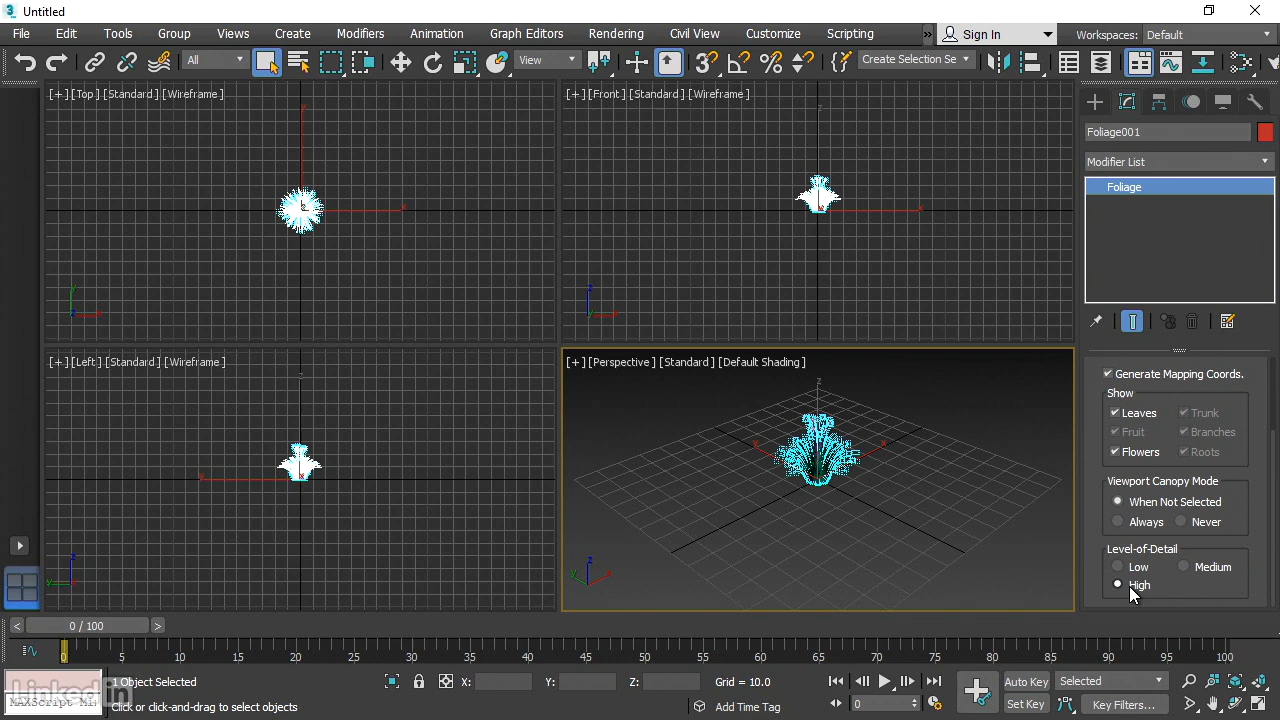 Untitled
File Edit Tools Group Views Create Modifiers Animation Graph Editors Rendering Civil View Customize Scripting » Sign In Workspaces: Default
All View Create Selection Se
[+] [Top] [Standard] [Wireframe]
[+] [Front] [Standard] [Wireframe]
Foliage001
Modifier List
Foliage
[+] [Left] [Standard] [Wireframe]
[+] [Perspective] [Standard] [Default Shading]
Generate Mapping Coords.
Show
Leaves Trunk
Fruit Branches
Flowers Roots
Viewport Canopy Mode
When Not Selected
Always Never
Level-of-Detail
Low Medium
High
< 0 / 100 >
0 5 10 15 20 25 30 35 40 45 50 55 60 65 70 75 80 85 90 95 100
1 Object Selected X: Y: Z: Grid = 10.0 Auto Key Selected
Linked in
MAXScript Mi
Click or click-and-drag to select objects Add Time Tag 0 Set Key Key Filters...